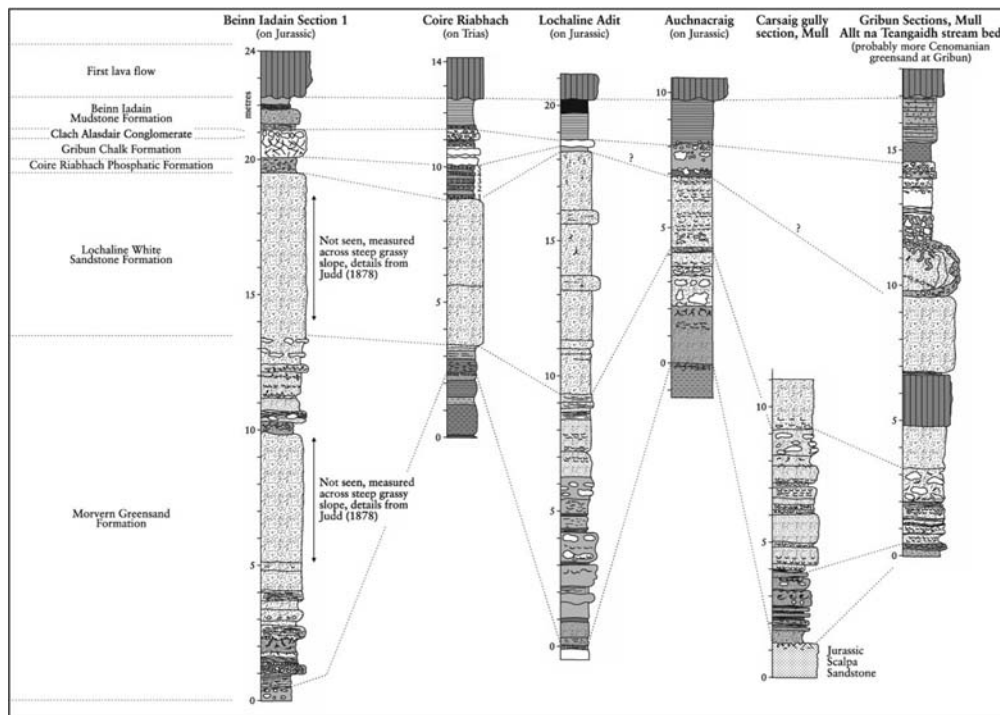 Beinn Iadain Section 1
(on Jurassic)
Coire Riabhach
(on Trias)
Lochaline Adit
(on Jurassic)
Auchnacraig
(on Jurassic)
Carsaig gully
section, Mull
Gribun Sections, Mull
Allt na Teangaidh stream bed
(probably more Cenomanian
greensand at Gribun)
First lava flow
Beinn Iadain
Mudstone Formation
Clach Alasdair Conglomerate
Gribun Chalk Formation
Coire Riabhach Phosphatic Formation
Lochaline White
Sandstone Formation
Morvern Greensand
Formation
24
metres
20
15
10
5
0
Not seen, measured
across steep grassy
slope, details from
Judd (1878)
Not seen, measured
across steep grassy
slope, details from
Judd (1878)
14
10
5
0
20
15
10
5
0
?
10
5
0
?
10
5
0
Jurassic
Scalpa
Sandstone
10
5
0